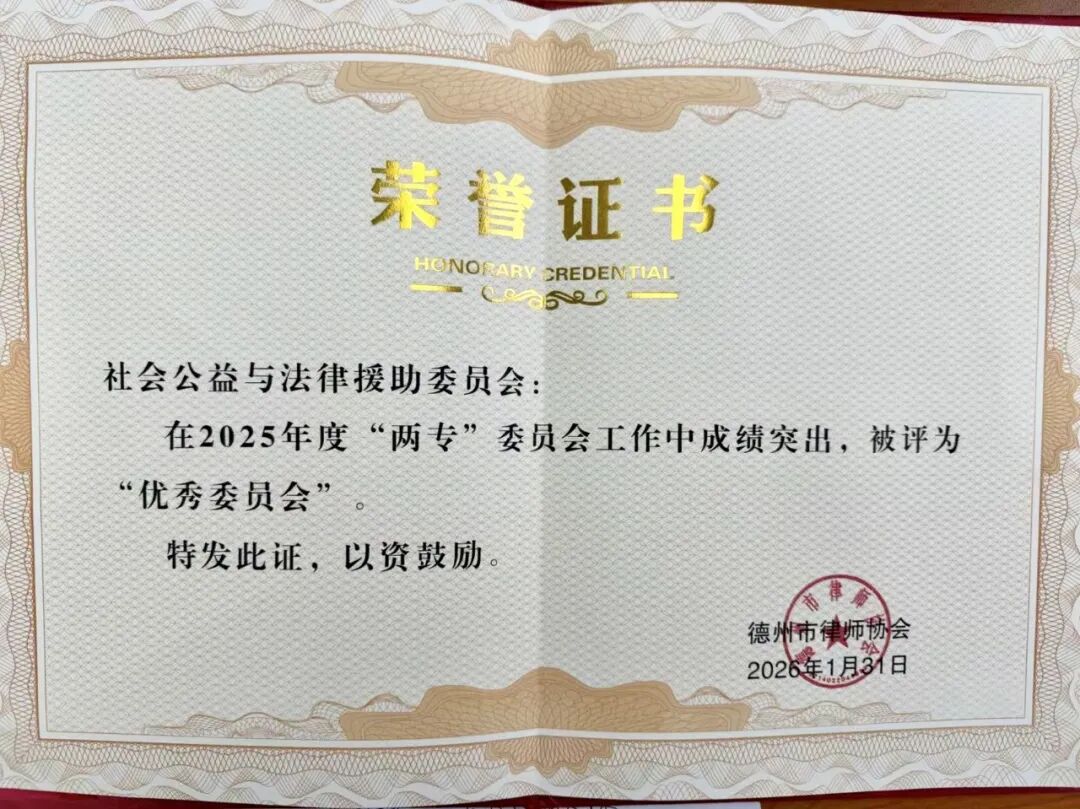 荣誉证书
HONORARY CREDENTIAL
社会公益与法律援助委员会：
在2025年度“两专”委员会工作中成绩突出，被评为
“优秀委员会”。
特发此证，以资鼓励。
德州市律师协会
2026年1月31日